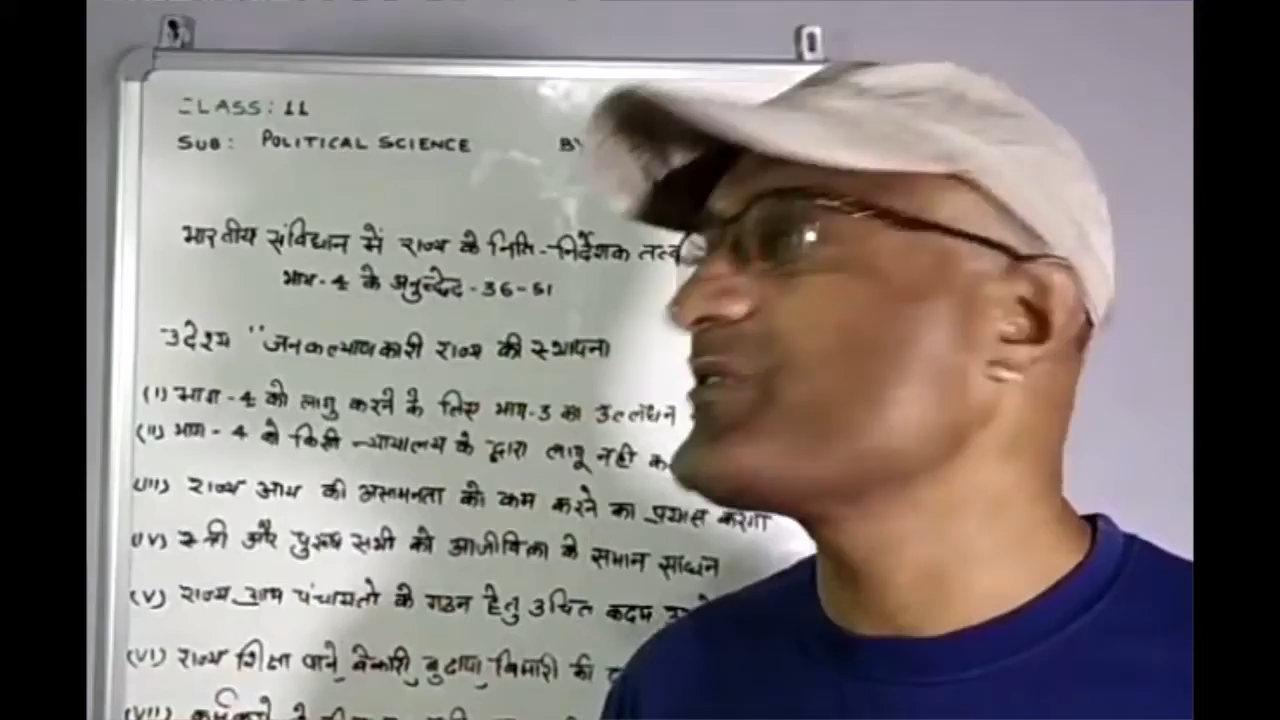 CLASS: 11
SUB: POLITICAL SCIENCE BY
भारतीय संविधान में राज्य के निति-निर्देशक तत्व
भाग-4 के अनुच्छेद-36-51
उदेश्य "जनकल्याणकारी राज्य की स्थापना
(I) भाग-4 को लागु करने के लिए भाग-3 का उल्लंघन
(II) भाग-4 को किसी न्यायालय के द्वारा लागू नही
(III) राज्य आय की असमानता को कम करने का प्रयास करेगा
(IV) स्त्री और पुरूष सभी को आजीविका के समान साधन
(V) राज्य ग्राम पंचायतो के गठन हेतु उचित कदम
(VI) राज्य शिक्षा पाने, बेकारी, बुढापा, बिमारी की
(VII)